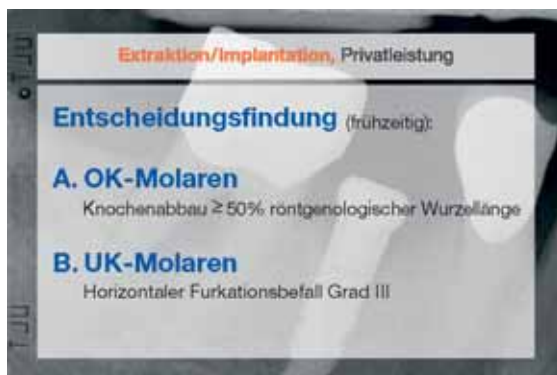 Extraktion/Implantation, Privatleistung
Entscheidungsfindung (frühzeitig):
A. OK-Molaren
Knochenabbau ≥ 50% röntgenologischer Wurzellänge
B. UK-Molaren
Horizontaler Furkationsbefall Grad III